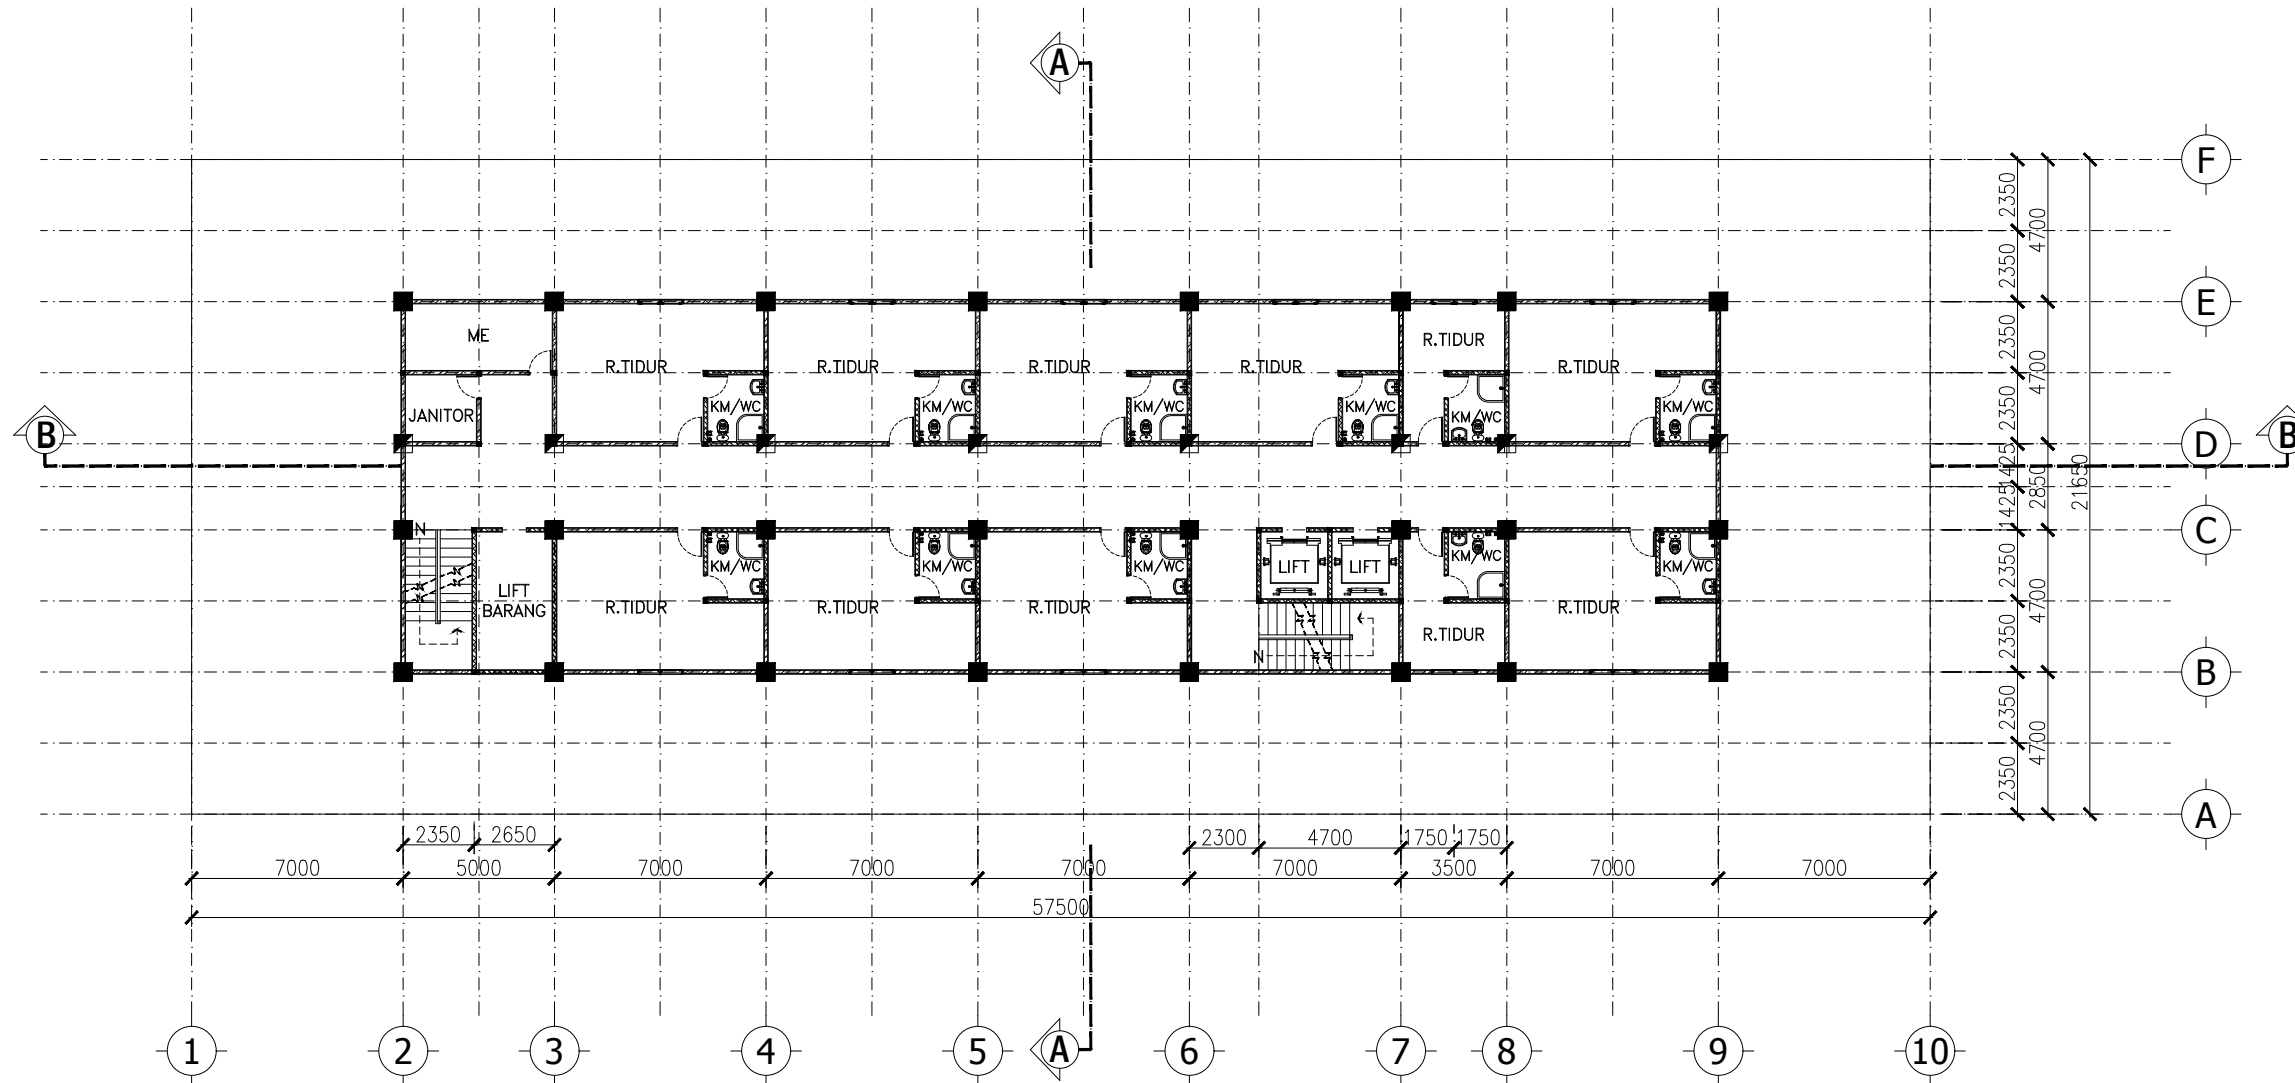 A
F
2350
4700
2350
E
ME
R.TIDUR
R.TIDUR
R.TIDUR
R.TIDUR
R.TIDUR
R.TIDUR
2350
4700
2350
JANITOR
KM/WC
KM/WC
KM/WC
KM/WC
KM/WC
KM/WC
B
B
D
1425
2850
1425
21650
C
N
LIFT
BARANG
KM/WC
KM/WC
KM/WC
LIFT
LIFT
KM/WC
KM/WC
R.TIDUR
R.TIDUR
R.TIDUR
R.TIDUR
R.TIDUR
N
2350
4700
2350
B
2350
4700
2350
A
2350
2650
2300
4700
1750
1750
7000
5000
7000
7000
7000
7000
3500
7000
7000
57500
1
2
3
4
5
A
6
7
8
9
10